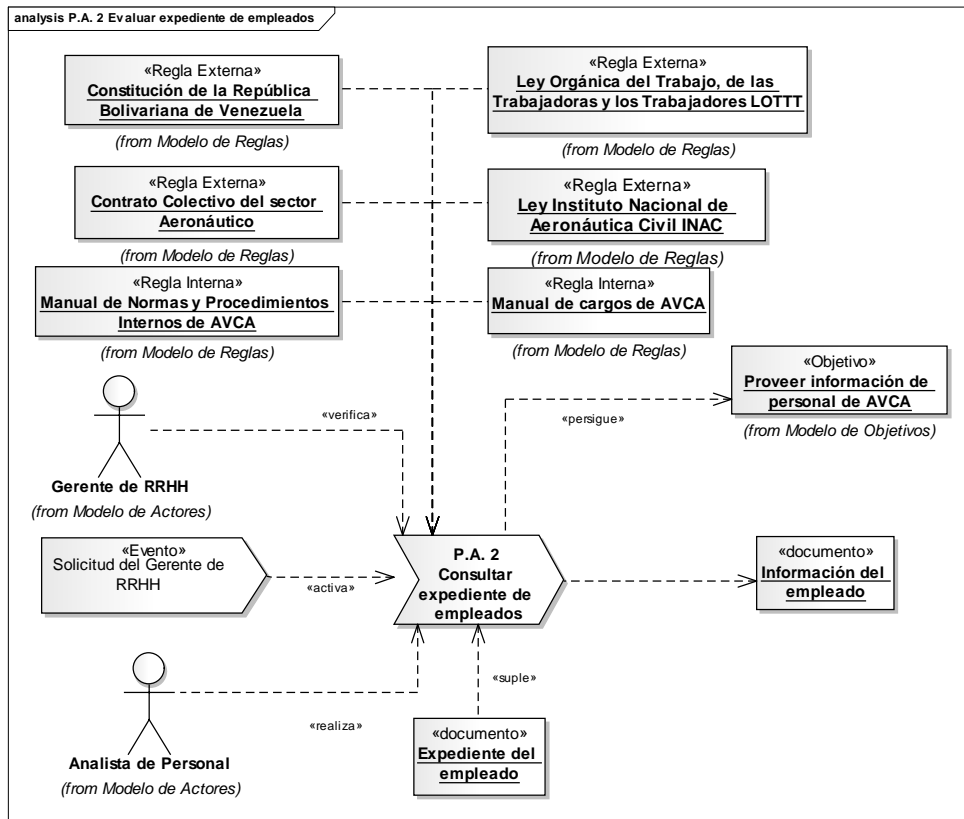 analysis P.A. 2 Evaluar expediente de empleados
«Regla Externa»
Constitución de la República
Bolivariana de Venezuela
(from Modelo de Reglas)
«Regla Externa»
Ley Orgánica del Trabajo, de las
Trabajadoras y los Trabajadores LOTTT
(from Modelo de Reglas)
«Regla Externa»
Contrato Colectivo del sector
Aeronáutico
(from Modelo de Reglas)
«Regla Externa»
Ley Instituto Nacional de
Aeronáutica Civil INAC
(from Modelo de Reglas)
«Regla Interna»
Manual de Normas y Procedimientos
Internos de AVCA
(from Modelo de Reglas)
«Regla Interna»
Manual de cargos de AVCA
(from Modelo de Reglas)
«Objetivo»
Proveer información de
personal de AVCA
(from Modelo de Objetivos)
«verifica»
«persigue»
Gerente de RRHH
(from Modelo de Actores)
«Evento»
Solicitud del Gerente de
RRHH
«activa»
P.A. 2
Consultar
expediente de
empleados
«documento»
Información del
empleado
«suple»
«realiza»
Analista de Personal
(from Modelo de Actores)
«documento»
Expediente del
empleado